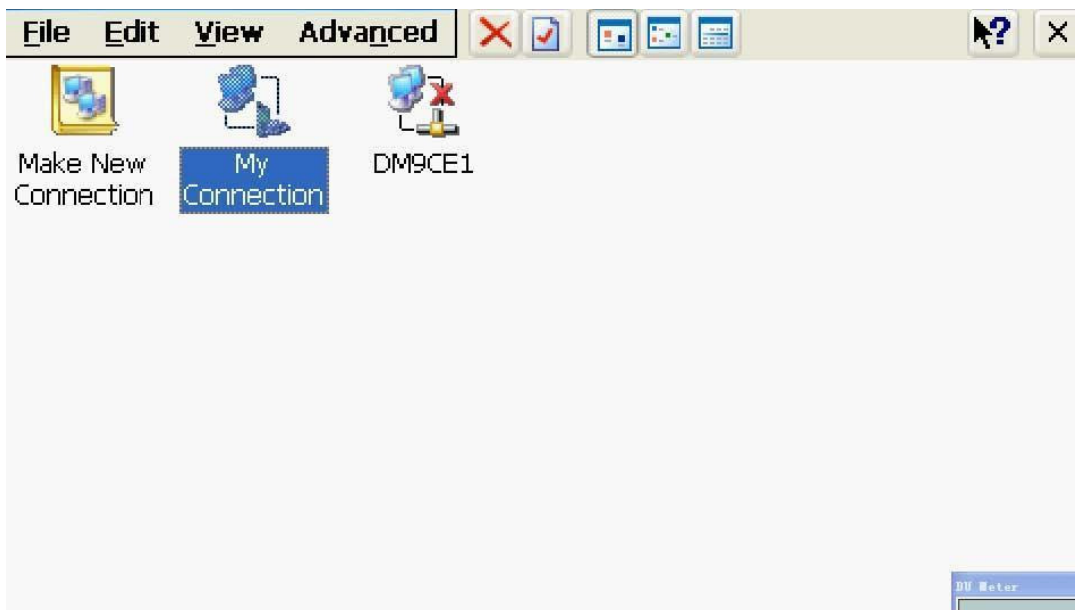 File Edit View Advanced
Make New
Connection
My
Connection
DM9CE1
DU Meter